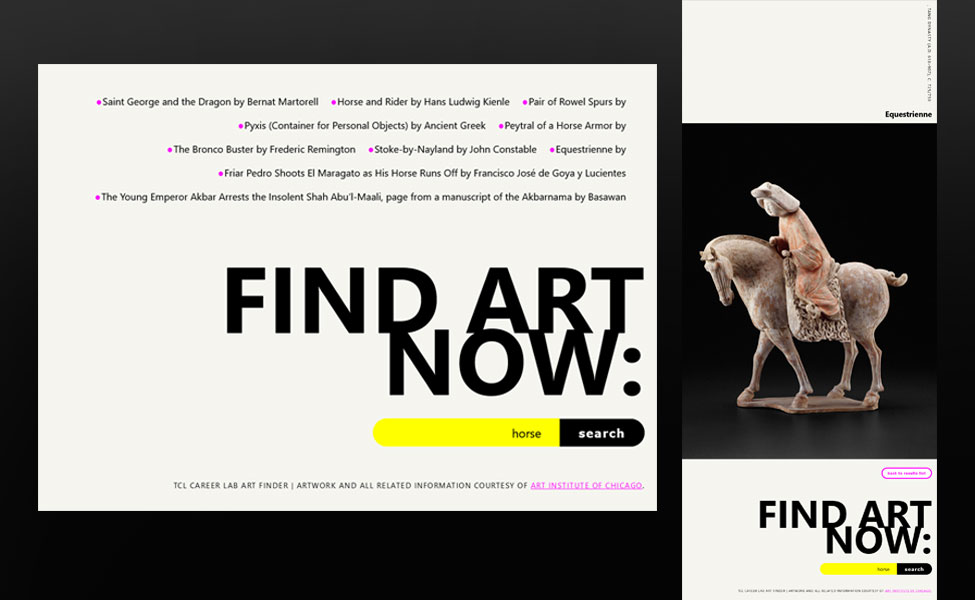 ●Saint George and the Dragon by Bernat Martorell ●Horse and Rider by Hans Ludwig Kienle ●Pair of Rowel Spurs by
●Pyxis (Container for Personal Objects) by Ancient Greek ●Peytral of a Horse Armor by
●The Bronco Buster by Frederic Remington ●Stoke-by-Nayland by John Constable ●Equestrienne by
●Friar Pedro Shoots El Maragato as His Horse Runs Off by Francisco José de Goya y Lucientes
●The Young Emperor Akbar Arrests the Insolent Shah Abu'l-Maali, page from a manuscript of the Akbarnama by Basawan
FIND ART
NOW:
horse search
TCL CAREER LAB ART FINDER | ARTWORK AND ALL RELATED INFORMATION COURTESY OF ART INSTITUTE OF CHICAGO.
TANG DYNASTY
Equestrienne
back to results list
FIND ART
NOW:
horse search
TCL CAREER LAB ART FINDER | ARTWORK AND ALL RELATED INFORMATION COURTESY OF ART INSTITUTE OF CHICAGO.